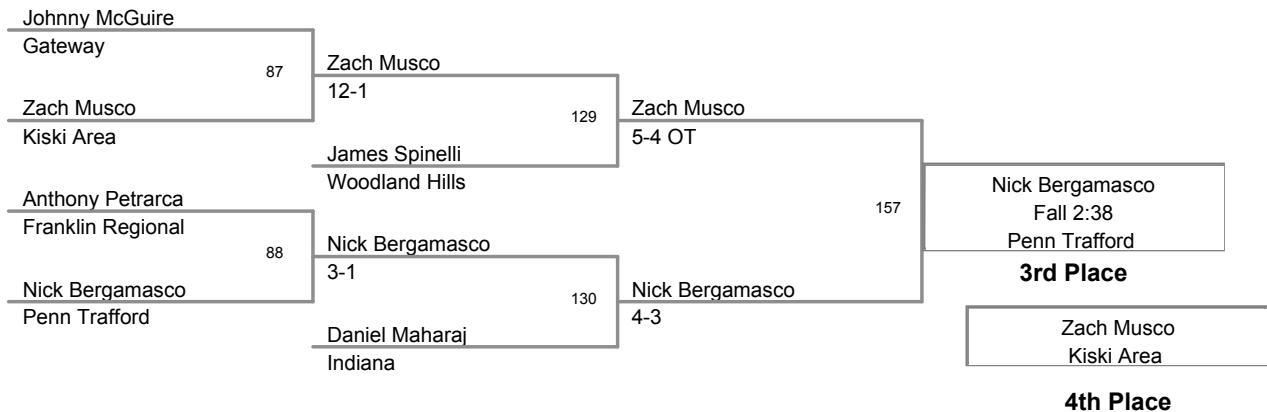 Johnny McGuire
Gateway
87
Zach Musco
12-1
Zach Musco
Kiski Area
129
Zach Musco
5-4 OT
James Spinelli
Woodland Hills
Anthony Petrarca
Franklin Regional
88
Nick Bergamasco
3-1
Nick Bergamasco
Penn Trafford
130
Nick Bergamasco
4-3
Daniel Maharaj
Indiana
157
Nick Bergamasco
Fall 2:38
Penn Trafford
3rd Place
Zach Musco
Kiski Area
4th Place